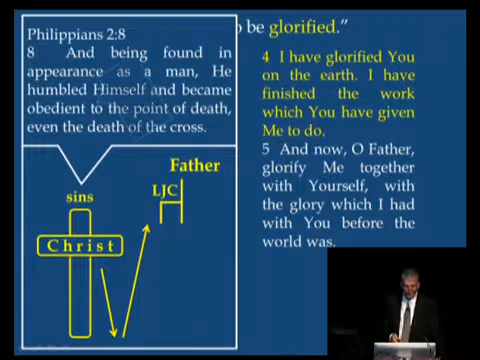 Philippians 2:8
8 And being found in
appearance as a man, He
humbled Himself and became
obedient to the point of death,
even the death of the cross.
o be glorified.”
4 I have glorified You
on the earth. I have
finished the work
which You have given
Me to do.
5 And now, O Father,
glorify Me together
with Yourself, with
the glory which I had
with You before the
world was.
Father
LJC
sins
Christ